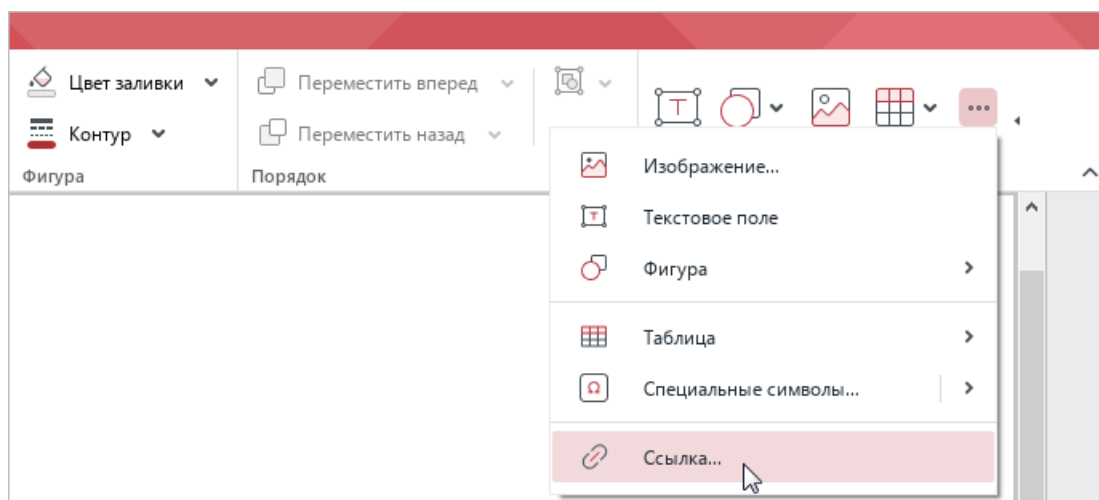 Цвет заливки
Переместить вперед
Контур
Переместить назад
Фигура
Порядок
Изображение...
Текстовое поле
Фигура
Таблица
Специальные символы...
Ссылка...